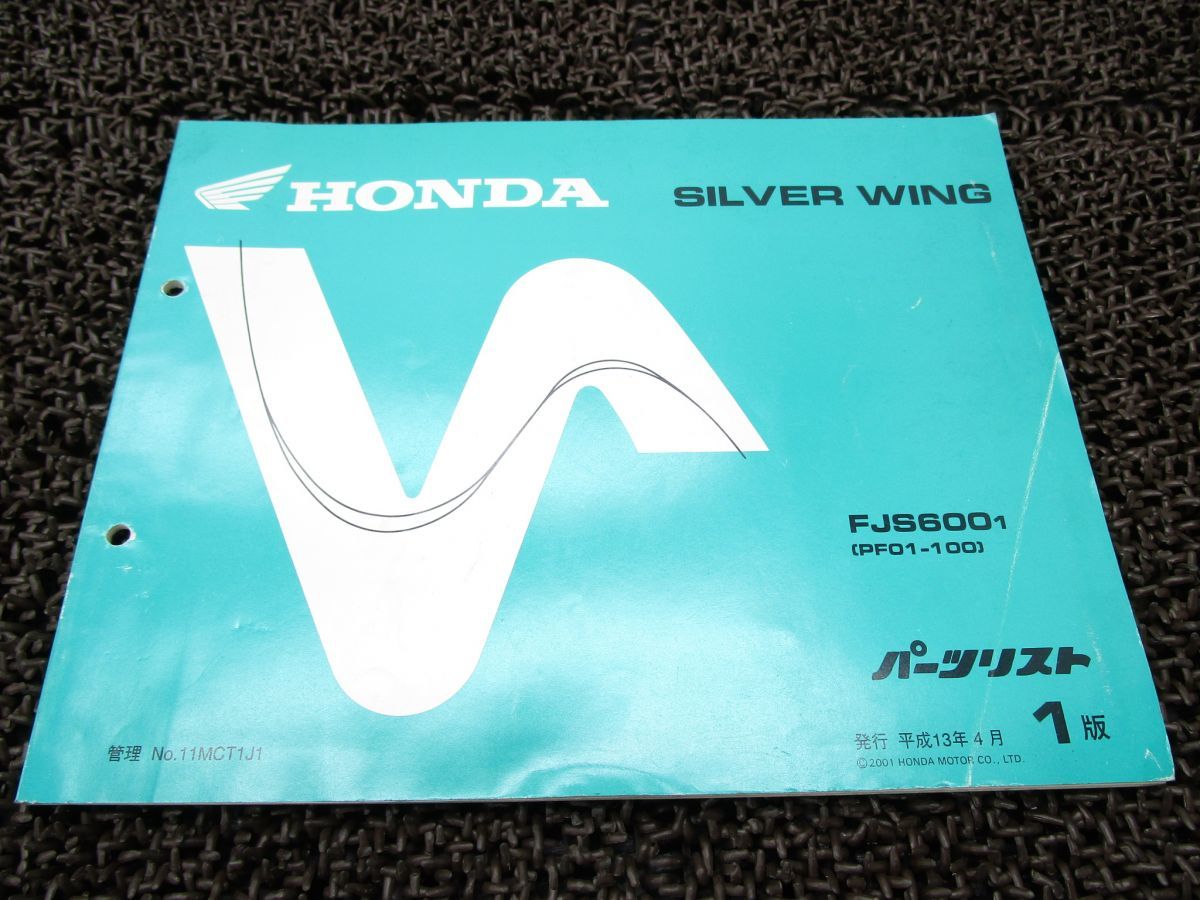 HONDA SILVER WING
FJS6001
(PF01-100)
パーツリスト
1版
発行 平成13年4月
©2001 HONDA MOTOR CO., LTD.
管理 No.11MCT1J1